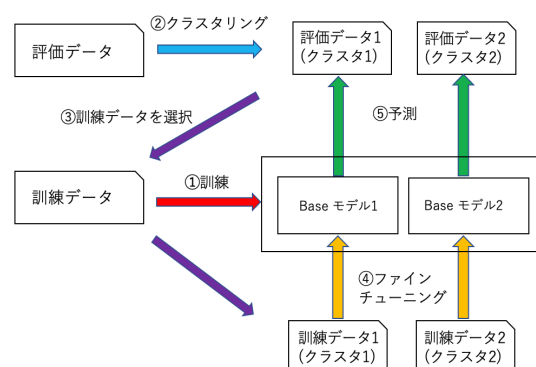 ②クラスタリング
評価データ
評価データ1
(クラスタ1)
評価データ2
(クラスタ2)
③訓練データを選択
⑤予測
訓練データ
①訓練
Base モデル1
Base モデル2
④ファイン
チューニング
訓練データ1
(クラスタ1)
訓練データ2
(クラスタ2)